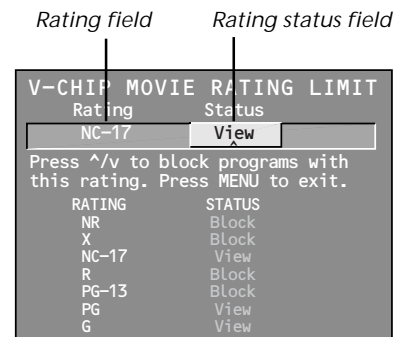 Rating field Rating status field
V-CHIP MOVIE RATING LIMIT
Rating Status
NC-17 View
^
Press ^/v to block programs with
this rating. Press MENU to exit.
RATING STATUS
NR Block
X Block
NC-17 View
R Block
PG-13 Block
PG View
G View